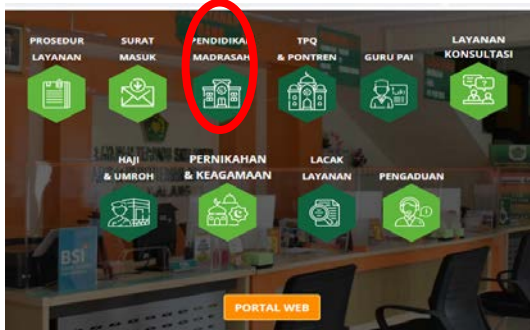 PROSEDUR
LAYANAN
SURAT
MASUK
PENDIDIKAN
MADRASAH
TPQ
& PONTREN
GURU PAI
LAYANAN
KONSULTASI
HAJI
& UMROH
PERNIKAHAN
& KEAGAMAAN
LACAK
LAYANAN
PENGADUAN
BSI
PORTAL WEB